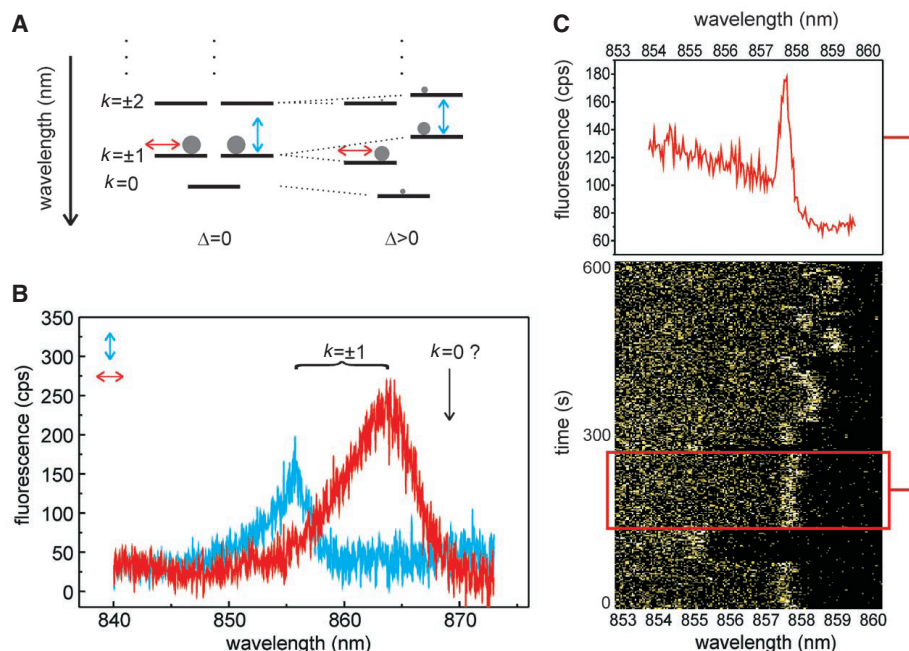 A
wavelength (nm)
k=±2
k=±1
k=0
Δ=0
Δ>0
B
fluorescence (cps)
350
300
250
200
150
100
50
0
k=±1
k=0 ?
840
850
860
870
wavelength (nm)
C
wavelength (nm)
853 854 855 856 857 858 859 860
fluorescence (cps)
180
160
140
120
100
80
60
time (s)
600
300
0
853 854 855 856 857 858 859 860
wavelength (nm)